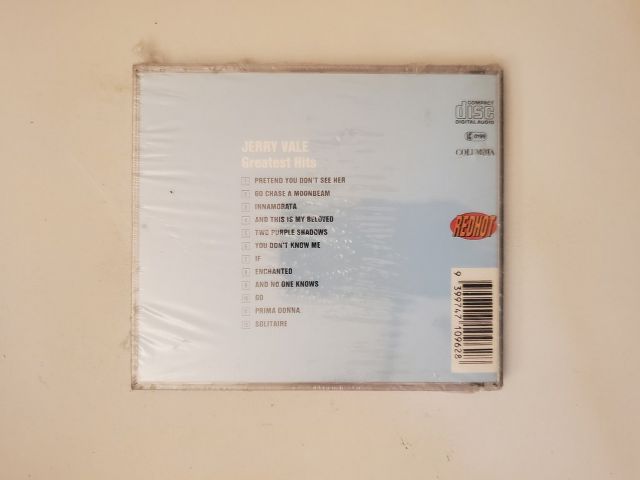 COMPACT
disc
DIGITAL AUDIO
COLUMBIA
JERRY VALE
Greatest Hits
1 PRETEND YOU DON'T SEE HER
2 GO CHASE A MOONBEAM
3 INNAMORATA
4 AND THIS IS MY BELOVED
5 TWO PURPLE SHADOWS
6 YOU DON'T KNOW ME
7 IF
8 ENCHANTED
9 AND NO ONE KNOWS
10 GO
11 PRIMA DONNA
12 SOLITAIRE
REDHOT
9 399747 109628